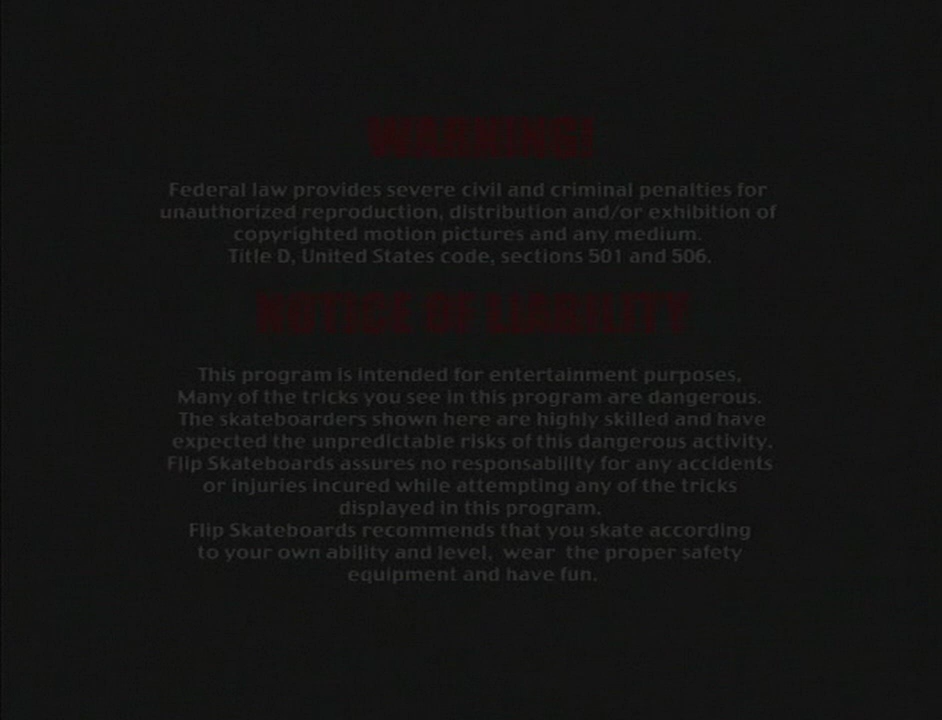 WARNING!
Federal law provides severe civil and criminal penalties for
unauthorized reproduction, distribution and/or exhibition of
copyrighted motion pictures and any medium.
Title D, United States code, sections 501 and 506.
NOTICE OF LIABILITY
This program is intended for entertainment purposes.
Many of the tricks you see in this program are dangerous.
The skateboarders shown here are highly skilled and have
expected the unpredictable risks of this dangerous activity.
Flip Skateboards assures no responsability for any accidents
or injuries incured while attempting any of the tricks
displayed in this program.
Flip Skateboards recommends that you skate according
to your own ability and level, wear the proper safety
equipment and have fun.